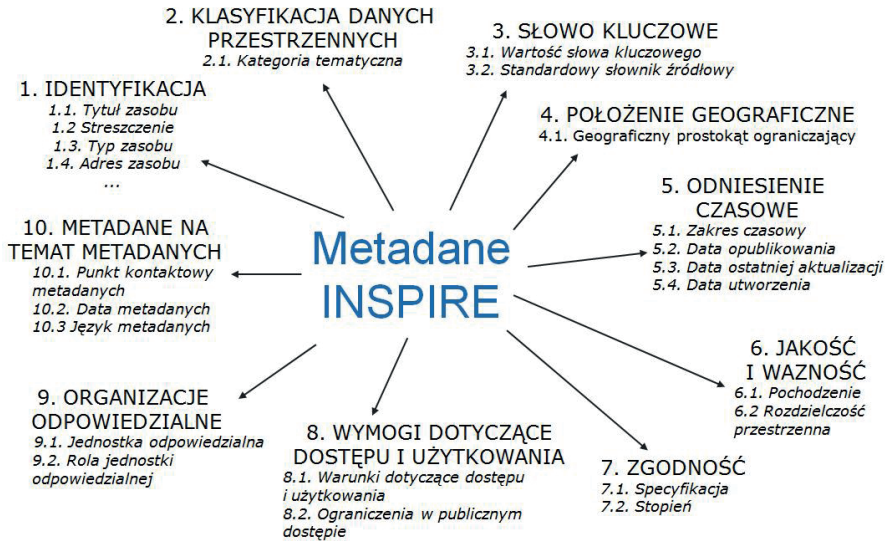 2. KLASYFIKACJA DANYCH
PRZESTRZENNYCH
2.1. Kategoria tematyczna
3. SŁOWO KLUCZOWE
3.1. Wartość słowa kluczowego
3.2. Standardowy słownik źródłowy
1. IDENTYFIKACJA
1.1. Tytuł zasobu
1.2 Streszczenie
1.3. Typ zasobu
1.4. Adres zasobu
...
4. POŁOŻENIE GEOGRAFICZNE
4.1. Geograficzny prostokąt ograniczający
5. ODNIESIENIE
CZASOWE
5.1. Zakres czasowy
5.2. Data opublikowania
5.3. Data ostatniej aktualizacji
5.4. Data utworzenia
10. METADANE NA
TEMAT METADANYCH
10.1. Punkt kontaktowy
metadanych
10.2. Data metadanych
10.3 Język metadanych
Metadane
INSPIRE
6. JAKOŚĆ
I WAZNOŚĆ
6.1. Pochodzenie
6.2 Rozdzielczość
przestrzenna
9. ORGANIZACJE
ODPOWIEDZIALNE
9.1. Jednostka odpowiedzialna
9.2. Rola jednostki
odpowiedzialnej
8. WYMOGI DOTYCZĄCE
DOSTĘPU I UŻYTKOWANIA
8.1. Warunki dotyczące dostępu
i użytkowania
8.2. Ograniczenia w publicznym
dostępie
7. ZGODNOŚĆ
7.1. Specyfikacja
7.2. Stopień